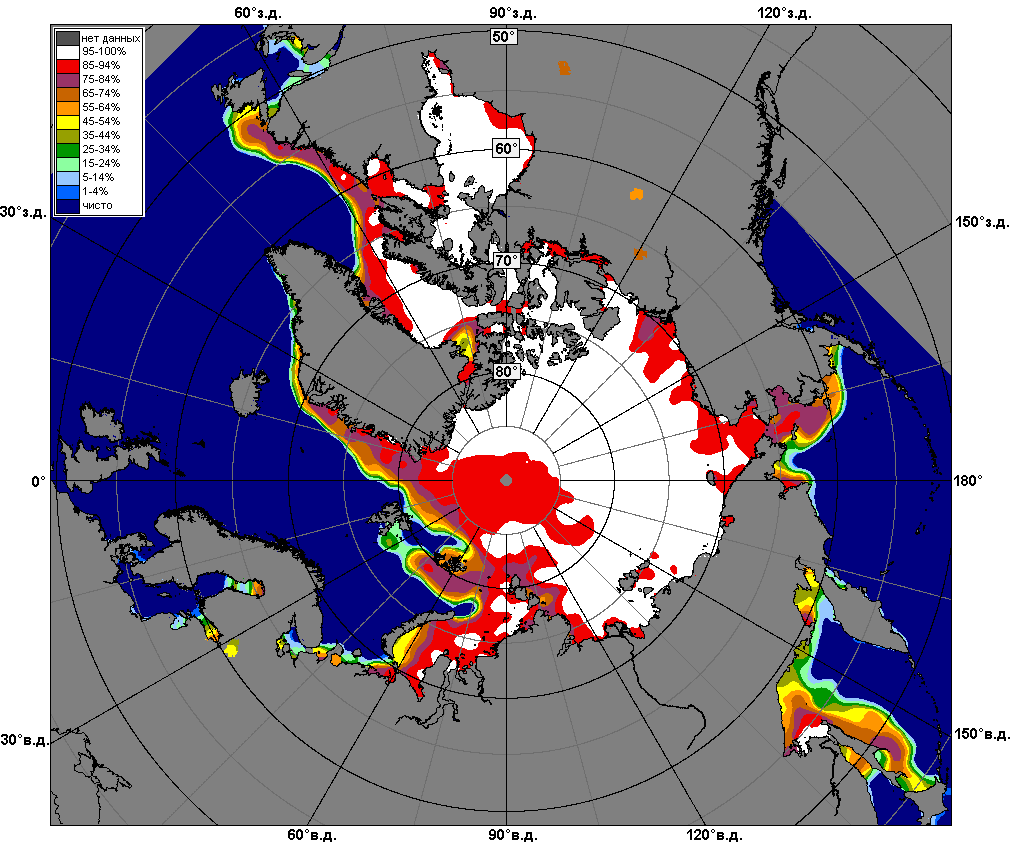 60°з.д.
90°з.д.
120°з.д.
нет данных
95-100%
85-94%
75-84%
65-74%
55-64%
45-54%
35-44%
25-34%
15-24%
5-14%
1-4%
чисто
50°
60°
70°
80°
30°з.д.
150°з.д.
0°
180°
30°в.д.
150°в.д.
60°в.д.
90°в.д.
120°в.д.